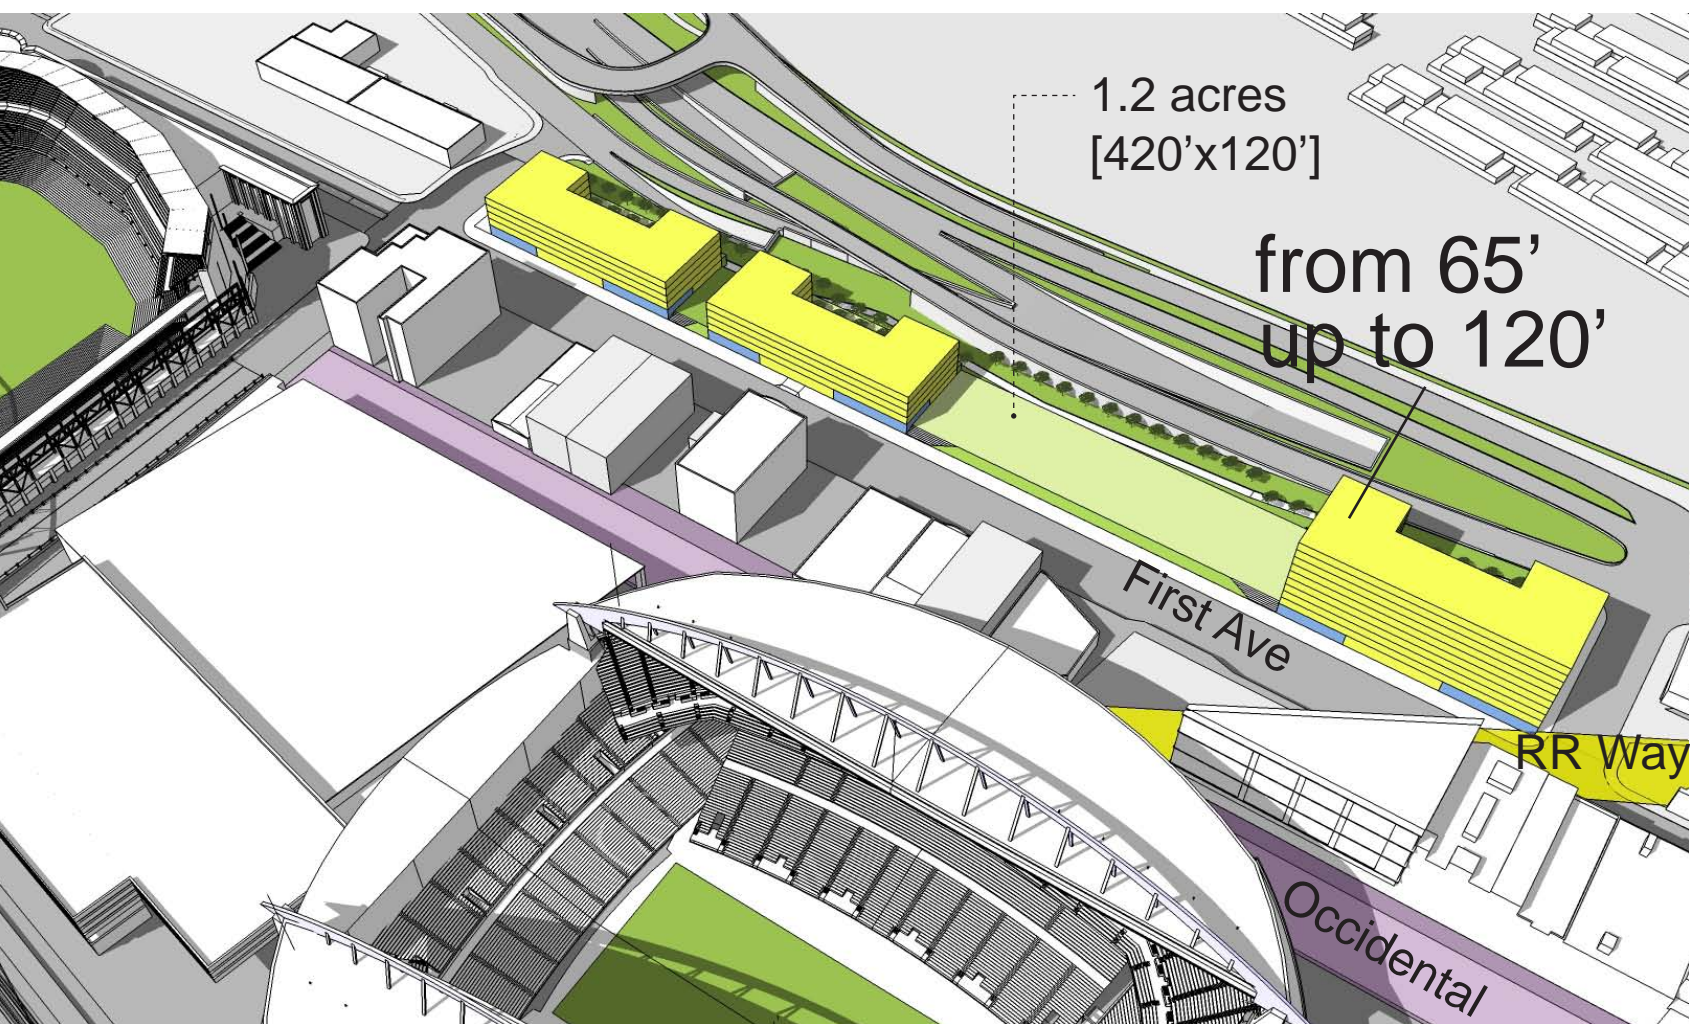 1.2 acres
[420’x120’]
from 65’
up to 120’
First Ave
RR Way
Occidental